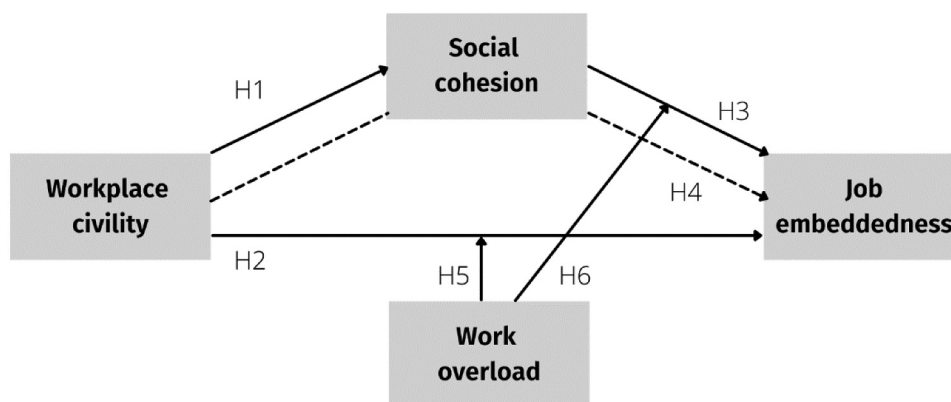 Social
cohesion
H1
H3
Workplace
civility
H4
Job
embeddedness
H2
H5
H6
Work
overload